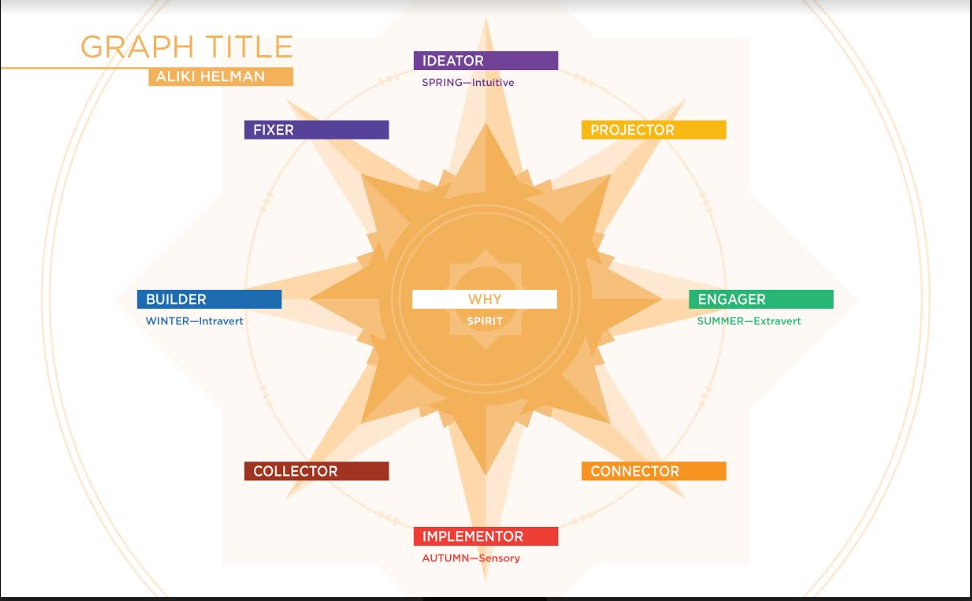 GRAPH TITLE
ALIKI HELMAN
IDEATOR
SPRING—Intuitive
FIXER
PROJECTOR
BUILDER
WINTER—Intravert
WHY
SPIRIT
ENGAGER
SUMMER—Extravert
COLLECTOR
CONNECTOR
IMPLEMENTOR
AUTUMN—Sensory